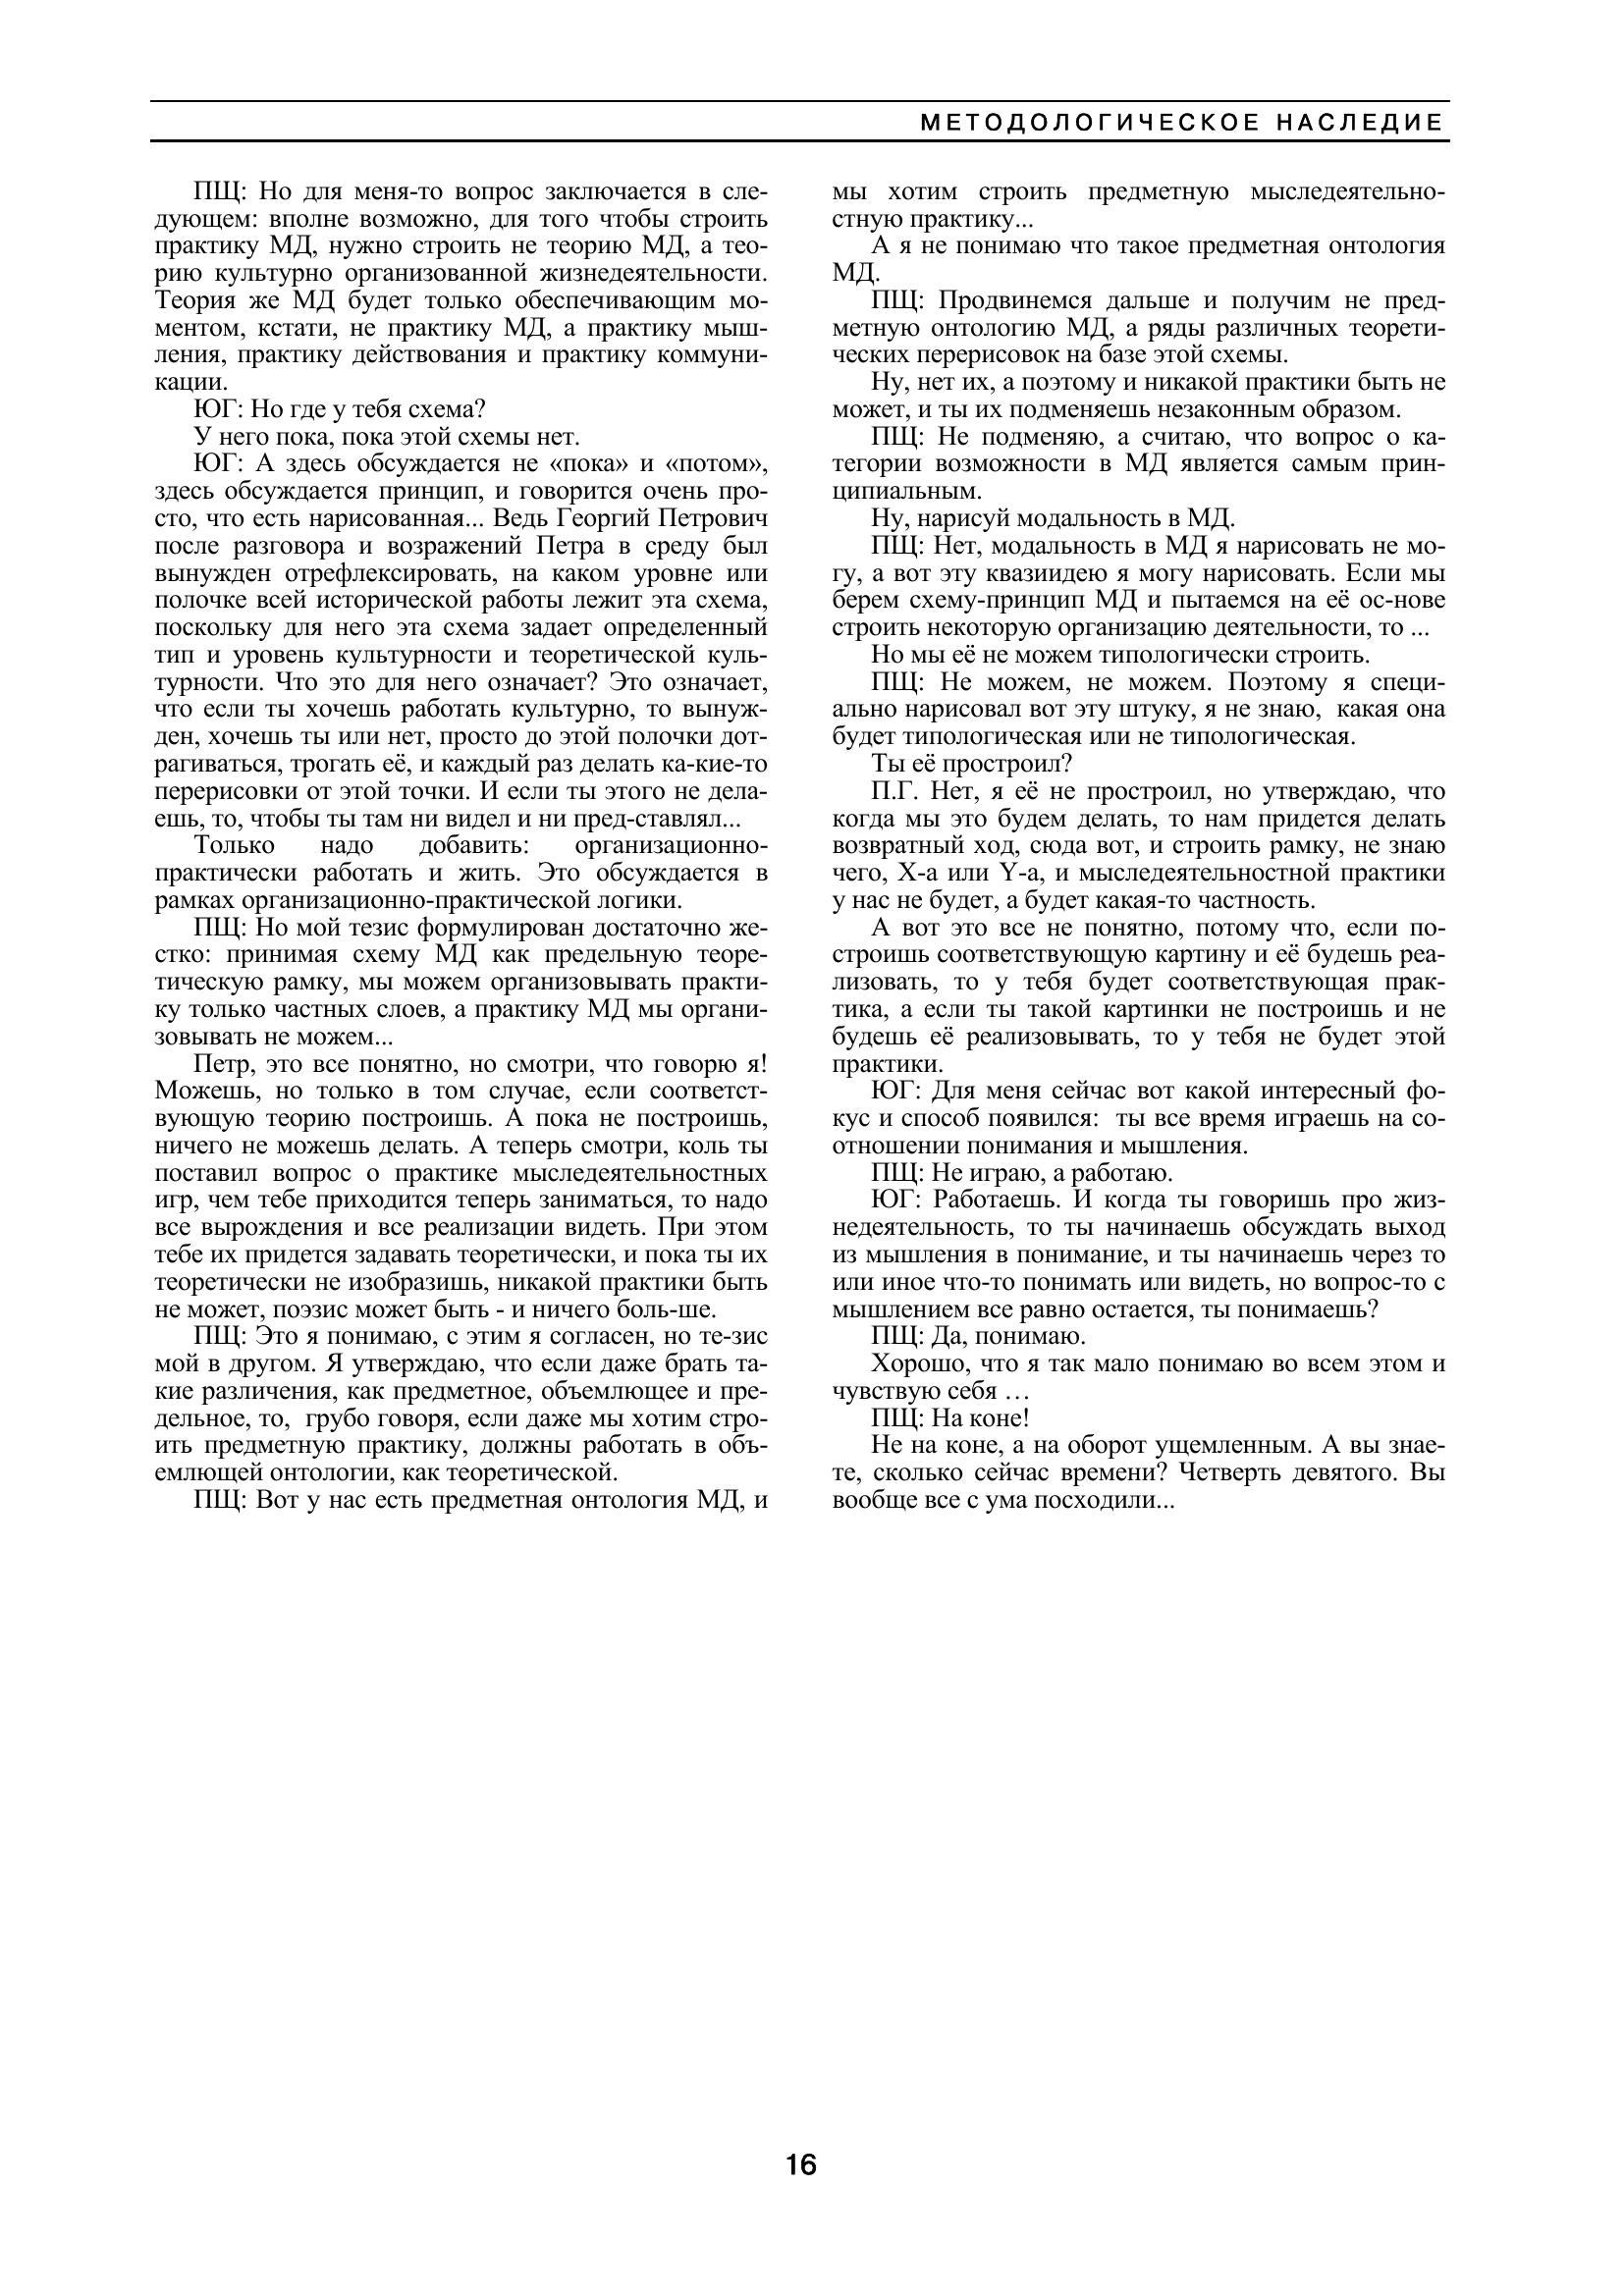 МЕТОДОЛОГИЧЕСКОЕ НАСЛЕДИЕ
ПЩ: Но для меня-то вопрос заключается в сле-
дующем: вполне возможно, для того чтобы строить
практику МД, нужно строить не теорию МД, а тео-
рию культурно организованной жизнедеятельности.
Теория же МД будет только обеспечивающим мо-
ментом, кстати, не практику МД, а практику мыш-
ления, практику действования и практику коммуни-
кации.
ЮГ: Но где у тебя схема?
У него пока, пока этой схемы нет.
ЮГ: А здесь обсуждается не «пока» и «потом»,
здесь обсуждается принцип, и говорится очень про-
сто, что есть нарисованная... Ведь Георгий Петрович
после разговора и возражений Петра в среду был
вынужден отрефлексировать, на каком уровне или
полочке всей исторической работы лежит эта схема,
поскольку для него эта схема задает определенный
тип и уровень культурности и теоретической куль-
турности. Что это для него означает? Это означает,
что если ты хочешь работать культурно, то вынуж-
ден, хочешь ты или нет, просто до этой полочки дот-
рагиваться, трогать её, и каждый раз делать ка-кие-то
перерисовки от этой точки. И если ты этого не дела-
ешь, то, чтобы ты там ни видел и ни пред-ставлял...
Только надо добавить: организационно-
практически работать и жить. Это обсуждается в
рамках организационно-практической логики.
ПЩ: Но мой тезис формулирован достаточно же-
стко: принимая схему МД как предельную теоре-
тическую рамку, мы можем организовывать практи-
ку только частных слоев, а практику МД мы органи-
зовывать не можем...
Петр, это все понятно, но смотри, что говорю я!
Можешь, но только в том случае, если соответст-
вующую теорию построишь. А пока не построишь,
ничего не можешь делать. А теперь смотри, коль ты
поставил вопрос о практике мыследеятельностных
игр, чем тебе приходится теперь заниматься, то надо
все вырождения и все реализации видеть. При этом
тебе их придется задавать теоретически, и пока ты их
теоретически не изобразишь, никакой практики быть
не может, поэзис может быть - и ничего боль-ше.
ПЩ: Это я понимаю, с этим я согласен, но те-зис
мой в другом. Я утверждаю, что если даже брать та-
кие различения, как предметное, объемлющее и пре-
дельное, то, грубо говоря, если даже мы хотим стро-
ить предметную практику, должны работать в объ-
емлющей онтологии, как теоретической.
ПЩ: Вот у нас есть предметная онтология МД, и
мы хотим строить предметную мыследеятельно-
стную практику...
А я не понимаю что такое предметная онтология
МД.
ПЩ: Продвинемся дальше и получим не пред-
метную онтологию МД, а ряды различных теорети-
ческих перерисовок на базе этой схемы.
Ну, нет их, а поэтому и никакой практики быть не
может, и ты их подменяешь незаконным образом.
ПЩ: Не подменяю, а считаю, что вопрос о ка-
тегории возможности в МД является самым прин-
ципиальным.
Ну, нарисуй модальность в МД.
ПЩ: Нет, модальность в МД я нарисовать не мо-
гу, а вот эту квазиидею я могу нарисовать. Если мы
берем схему-принцип МД и пытаемся на её ос-нове
строить некоторую организацию деятельности, то ...
Но мы её не можем типологически строить.
ПЩ: Не можем, не можем. Поэтому я специ-
ально нарисовал вот эту штуку, я не знаю, какая она
будет типологическая или не типологическая.
Ты её простроил?
П.Г. Нет, я её не простроил, но утверждаю, что
когда мы это будем делать, то нам придется делать
возвратный ход, сюда вот, и строить рамку, не знаю
чего, Х-а или Y-а, и мыследеятельностной практики
у нас не будет, а будет какая-то частность.
А вот это все не понятно, потому что, если по-
строишь соответствующую картину и её будешь реа-
лизовать, то у тебя будет соответствующая прак-
тика, а если ты такой картинки не построишь и не
будешь её реализовывать, то у тебя не будет этой
практики.
ЮГ: Для меня сейчас вот какой интересный фо-
кус и способ появился: ты все время играешь на со-
отношении понимания и мышления.
ПЩ: Не играю, а работаю.
ЮГ: Работаешь. И когда ты говоришь про жиз-
недеятельность, то ты начинаешь обсуждать выход
из мышления в понимание, и ты начинаешь через то
или иное что-то понимать или видеть, но вопрос-то с
мышлением все равно остается, ты понимаешь?
ПЩ: Да, понимаю.
Хорошо, что я так мало понимаю во всем этом и
чувствую себя …
ПЩ: На коне!
Не на коне, а на оборот ущемленным. А вы знае-
те, сколько сейчас времени? Четверть девятого. Вы
вообще все с ума посходили...
16